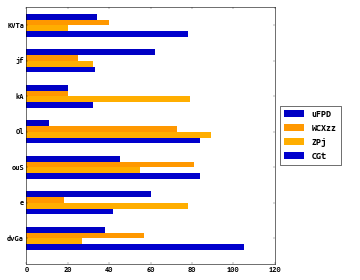 KVTa
jf
kA
Ol
ouS
e
dvGa
0 20 40 60 80 100 120
uFPD
WCXzz
ZPj
CGt